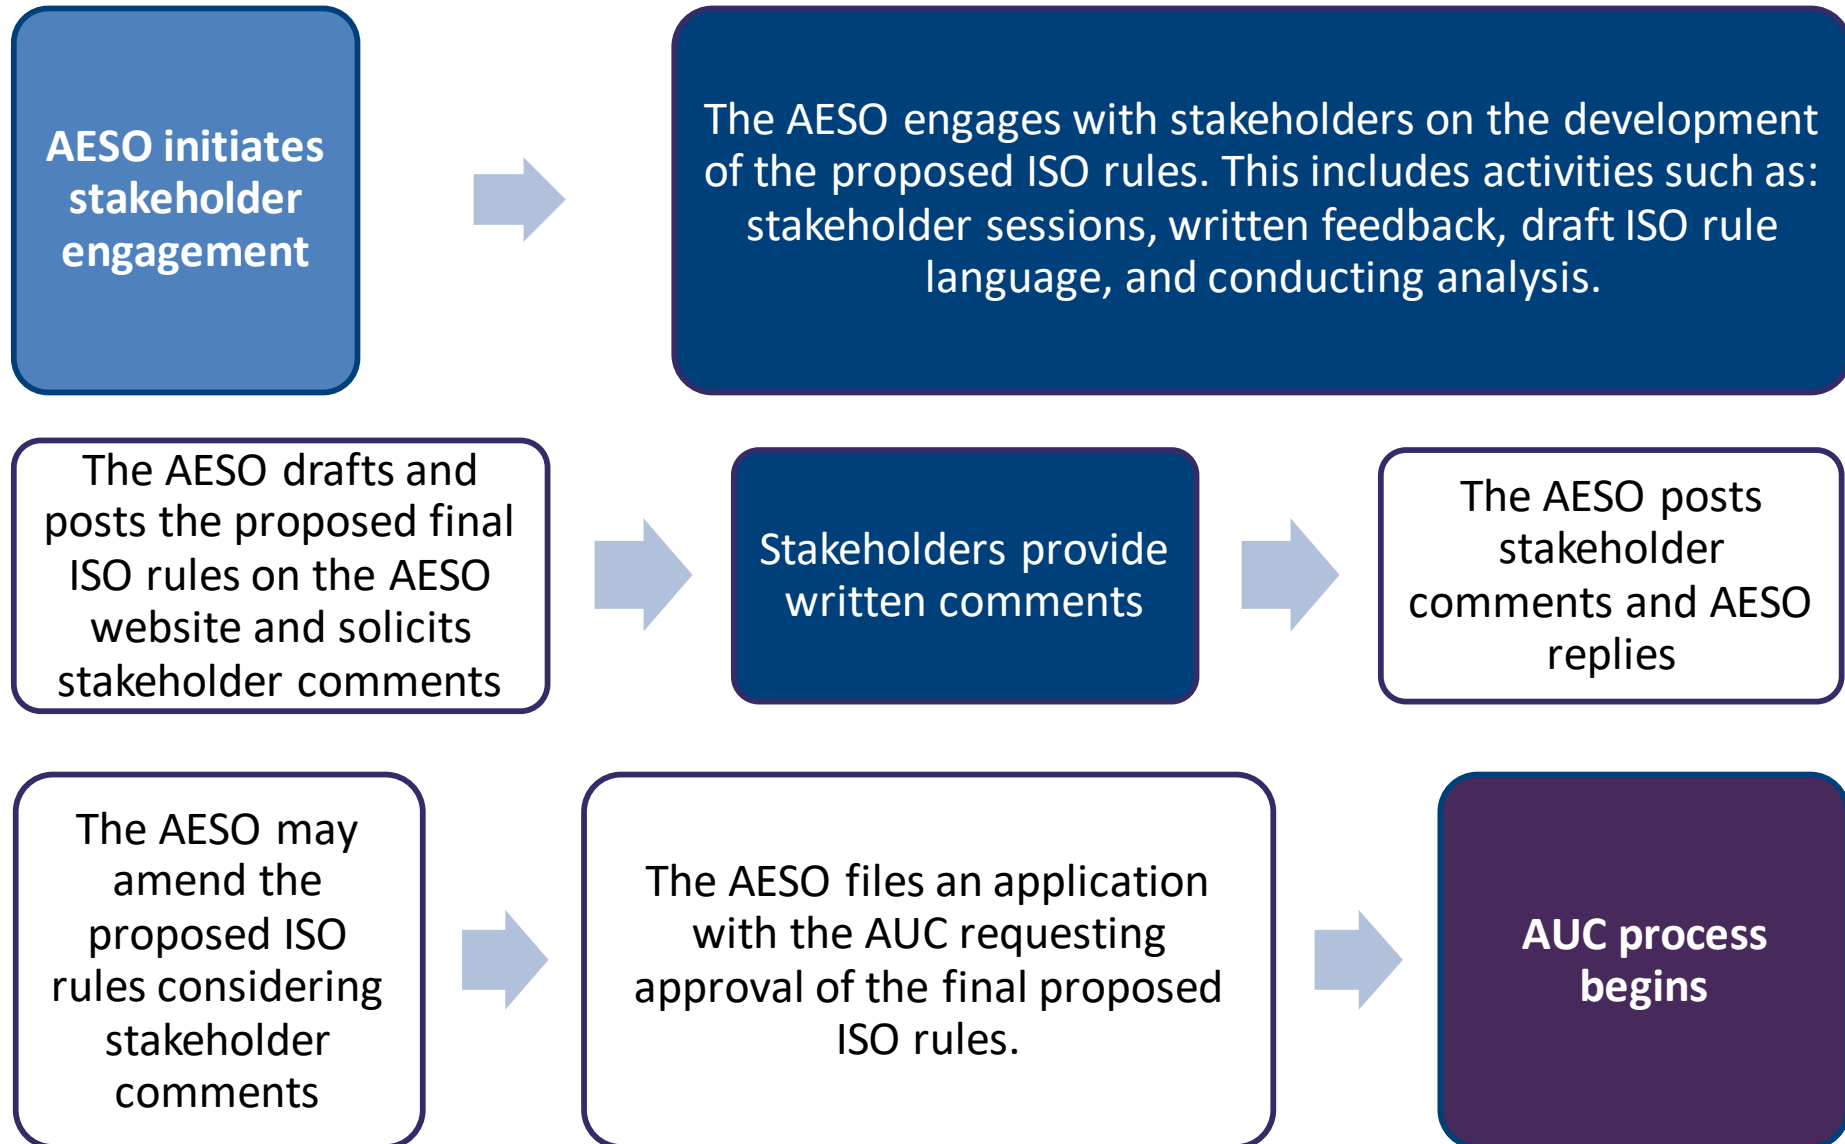 AESO initiates
stakeholder
engagement
The AESO engages with stakeholders on the development
of the proposed ISO rules. This includes activities such as:
stakeholder sessions, written feedback, draft ISO rule
language, and conducting analysis.
The AESO drafts and
posts the proposed final
ISO rules on the AESO
website and solicits
stakeholder comments
Stakeholders provide
written comments
The AESO posts
stakeholder
comments and AESO
replies
The AESO may
amend the
proposed ISO
rules considering
stakeholder
comments
The AESO files an application
with the AUC requesting
approval of the final proposed
ISO rules.
AUC process
begins